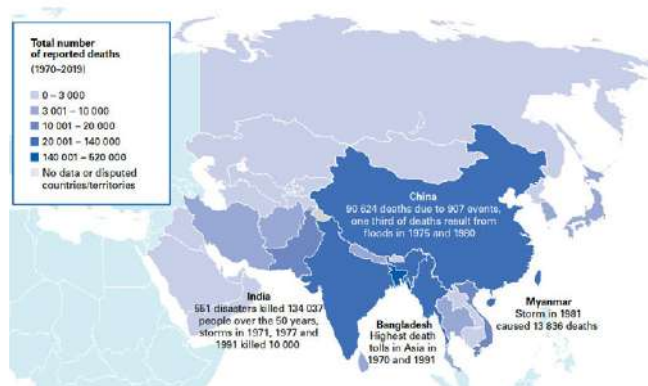 Total number
of reported deaths
(1970–2019)
0 – 3 000
3 001 – 10 000
10 001 – 20 000
20 001 – 140 000
140 001 – 520 000
No data or disputed
countries/territories
China
90 624 deaths due to 907 events,
one third of deaths result from
floods in 1975 and 1980
India
551 disasters killed 134 037
people over the 50 years,
storms in 1971, 1977 and
1991 killed 10 000
Bangladesh
Highest death
tolls in Asia in
1970 and 1991
Myanmar
Storm in 1981
caused 13 836 deaths